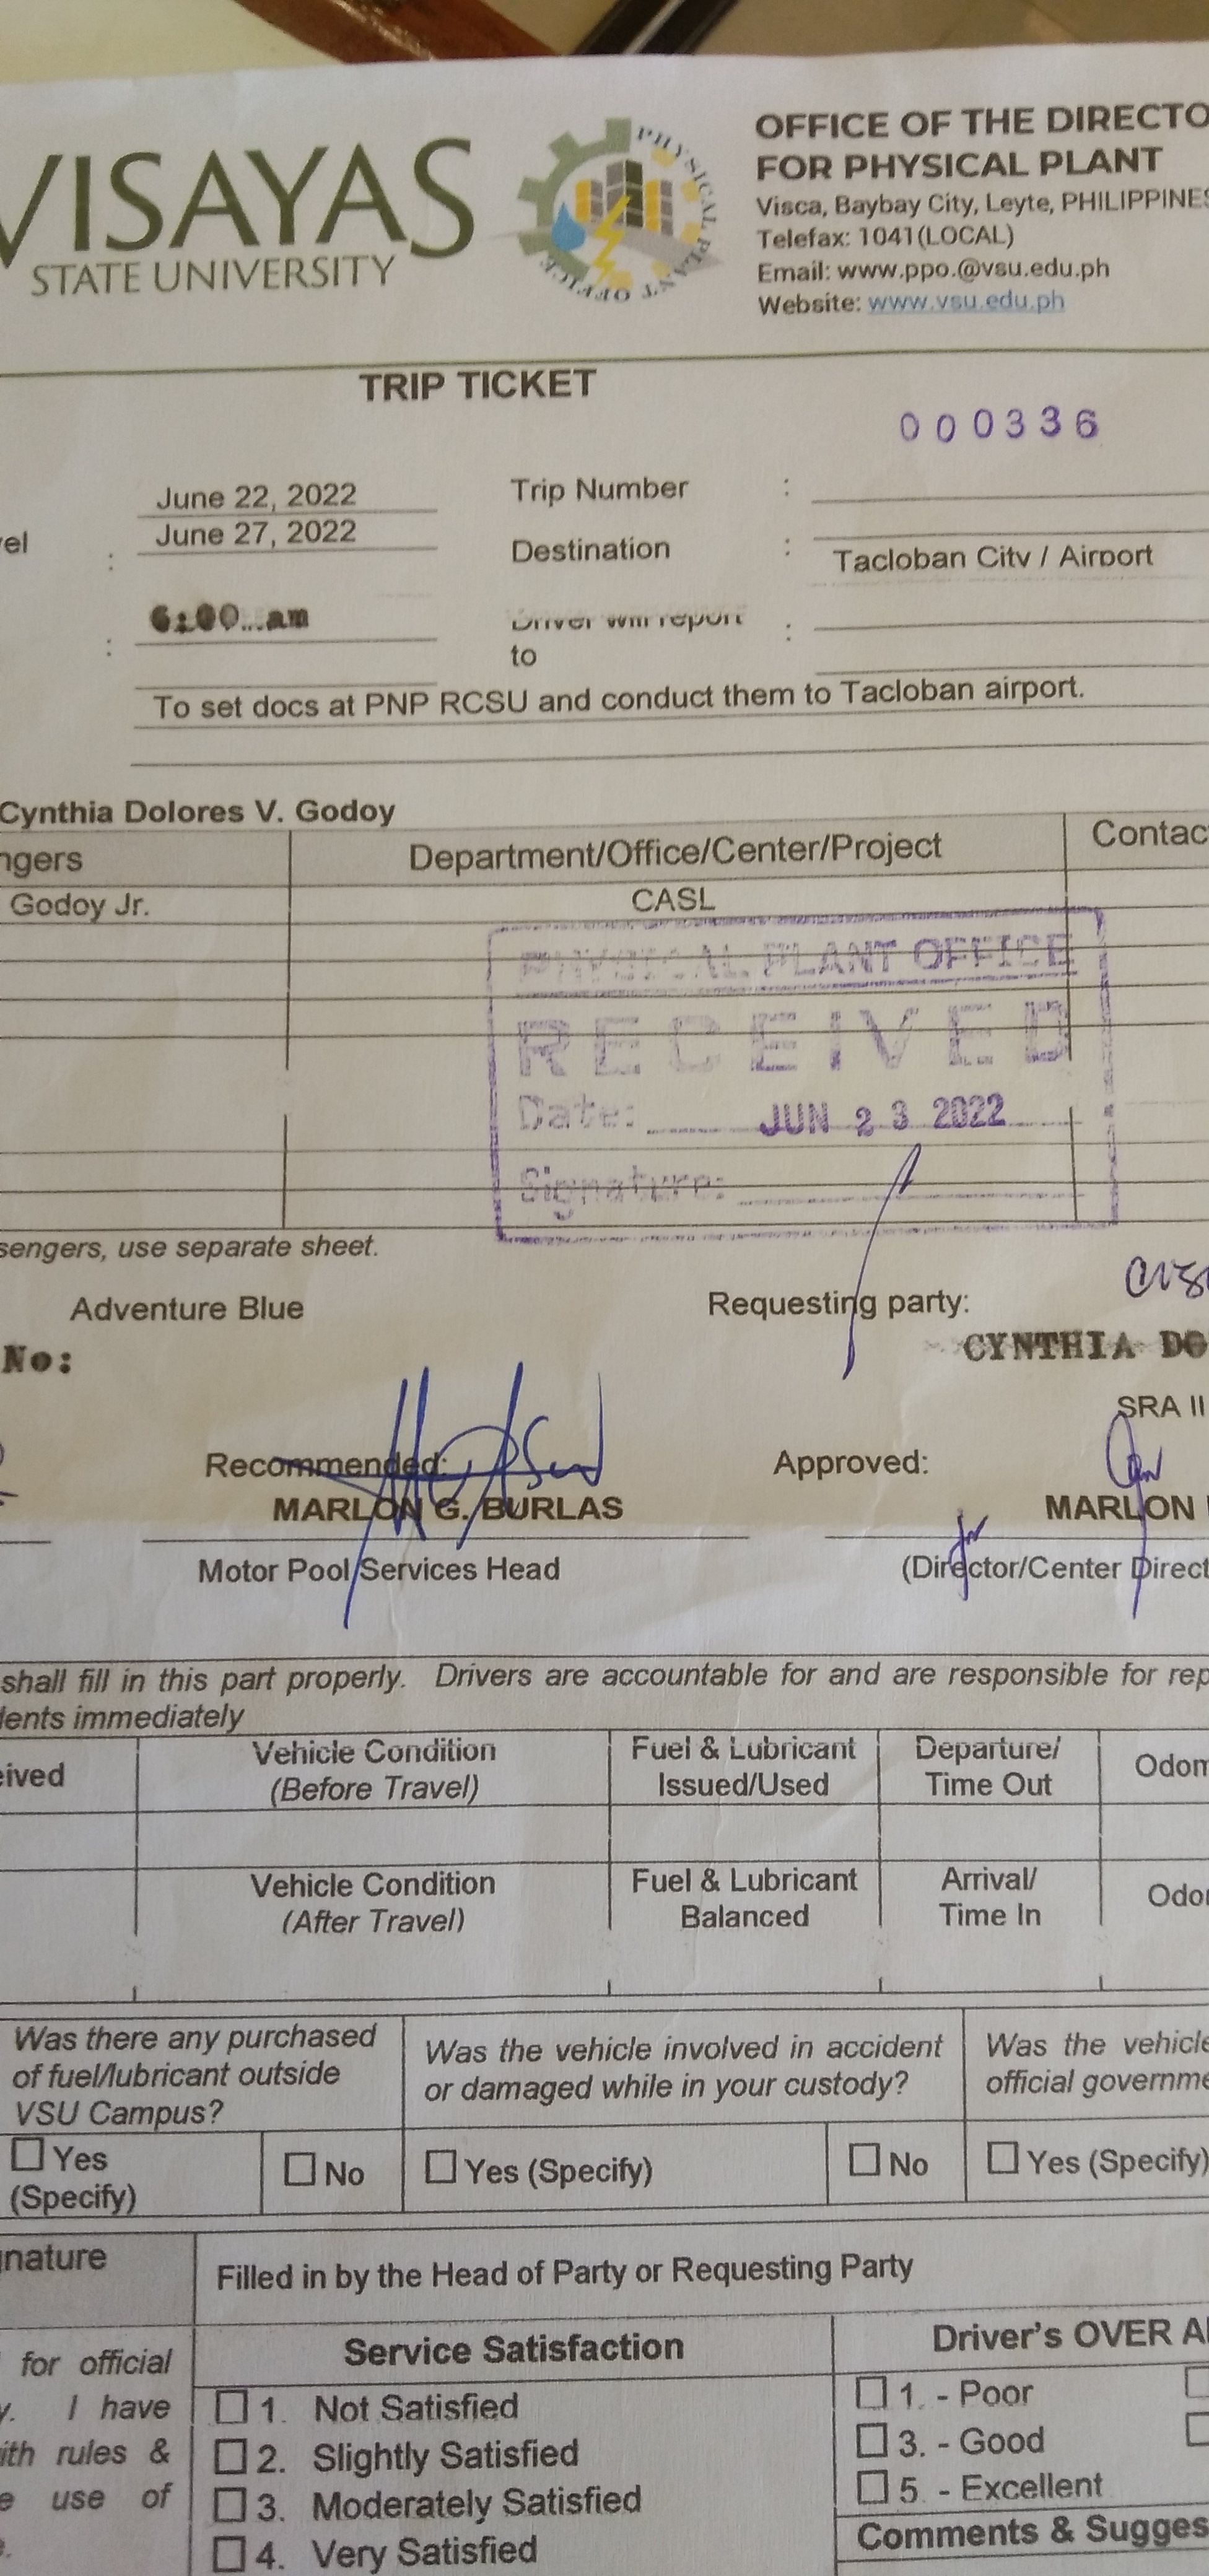 VISAYAS
STATE UNIVERSITY
PHYSICAL PLANT OFFICE
OFFICE OF THE DIRECTO
FOR PHYSICAL PLANT
Visca, Baybay City, Leyte, PHILIPPINES
Telefax: 1041(LOCAL)
Email: www.ppo.@vsu.edu.ph
Website: www.vsu.edu.ph
TRIP TICKET
000336
June 22, 2022 Trip Number :
vel : June 27, 2022 Destination : Tacloban City / Airport
: 6:00 am Driver will report :
to
To set docs at PNP RCSU and conduct them to Tacloban airport.
Cynthia Dolores V. Godoy
ngers Department/Office/Center/Project Contac
Godoy Jr. CASL
PHYSICAL PLANT OFFICE
RECEIVED
Date: JUN 23 2022
Signature:
sengers, use separate sheet.
Adventure Blue Requesting party:
No: CYNTHIA DO
SRA II
Recommended: Approved:
MARLON G. BURLAS MARLON
Motor Pool Services Head (Director/Center Direct
shall fill in this part properly. Drivers are accountable for and are responsible for rep
dents immediately
eived Vehicle Condition (Before Travel) Fuel & Lubricant Issued/Used Departure/ Time Out Odom
Vehicle Condition (After Travel) Fuel & Lubricant Balanced Arrival/ Time In Odo
Was there any purchased of fuel/lubricant outside VSU Campus? Was the vehicle involved in accident or damaged while in your custody? Was the vehicle official governme
Yes (Specify) No Yes (Specify) No Yes (Specify)
gnature Filled in by the Head of Party or Requesting Party
Service Satisfaction Driver's OVER A
for official 1. Not Satisfied 1. - Poor
y. I have 2. Slightly Satisfied 3. - Good
ith rules & 3. Moderately Satisfied 5. - Excellent
e use of 4. Very Satisfied Comments & Sugges